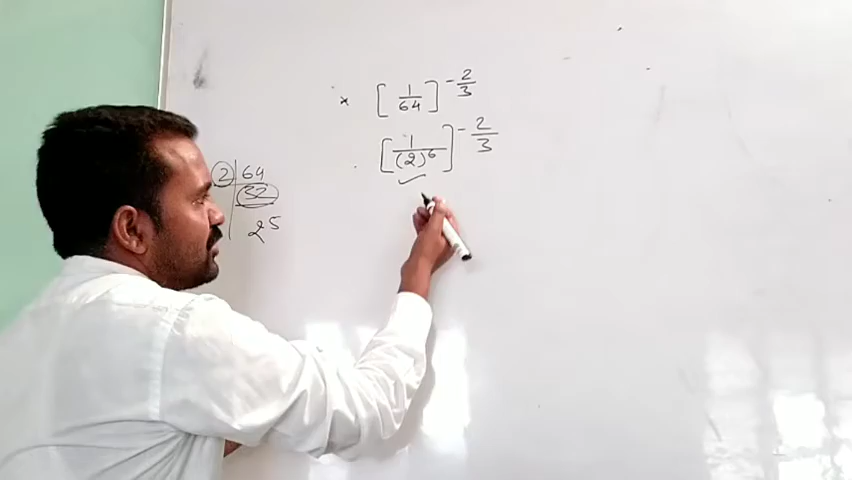 × [1/64]^(-2/3)
[1/(2)^6]^(-2/3)
2 | 64
32
2^5